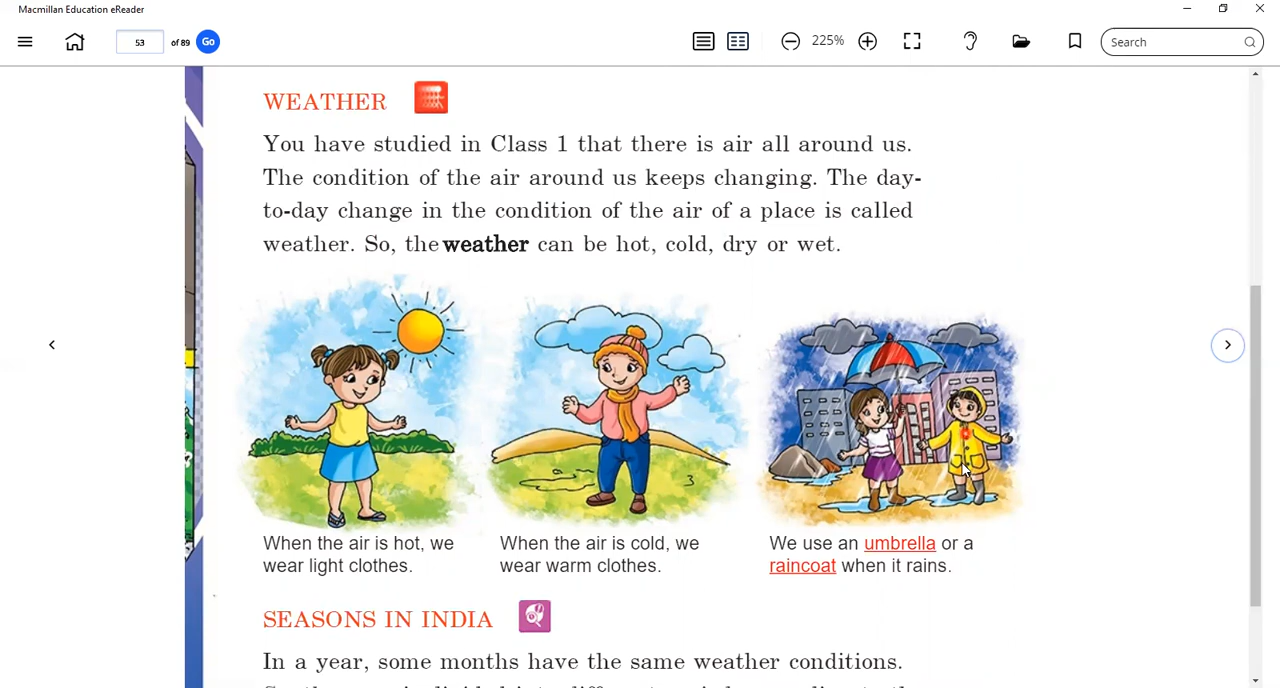 Macmillan Education eReader
53 of 89 Go
225%
Search
WEATHER
You have studied in Class 1 that there is air all around us.
The condition of the air around us keeps changing. The day-
to-day change in the condition of the air of a place is called
weather. So, the weather can be hot, cold, dry or wet.
When the air is hot, we
wear light clothes.
When the air is cold, we
wear warm clothes.
We use an umbrella or a
raincoat when it rains.
SEASONS IN INDIA
In a year, some months have the same weather conditions.